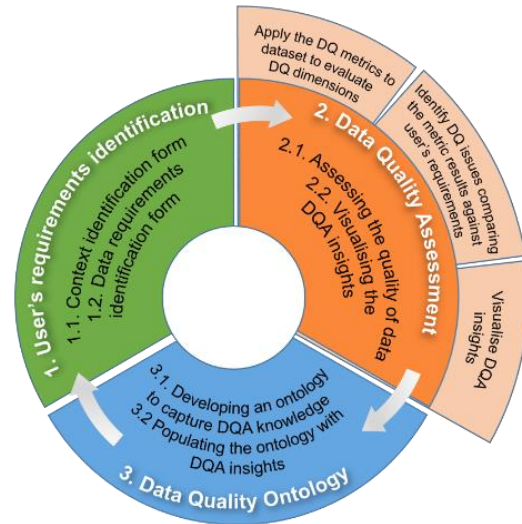 1. User's requirements identification
1.1. Context identification form
1.2. Data requirements
identification form
2. Data Quality Assessment
2.1. Assessing the quality of data
2.2. Visualising the
DQA insights
Apply the DQ metrics to
dataset to evaluate
DQ dimensions
Identify DQ issues comparing
the metric results against
user's requirements
Visualise DQA
insights
3.1. Developing an ontology
to capture DQA knowledge
3.2 Populating the ontology with
DQA insights
3. Data Quality Ontology